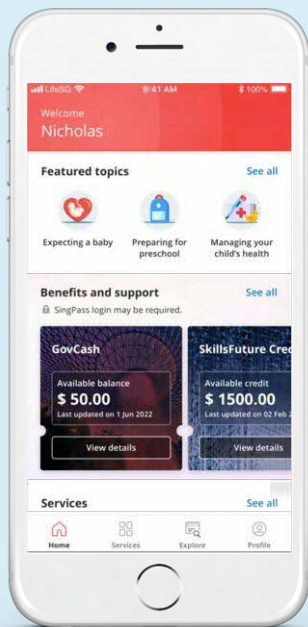 LifeSG
9:41 AM
100%
Welcome
Nicholas
Featured topics
See all
Expecting a baby
Preparing for
preschool
Managing your
child's health
Benefits and support
See all
SingPass login may be required.
GovCash
Available balance
$ 50.00
Last updated on 1 Jun 2022
View details
SkillsFuture Cred
Available credit
$ 1500.00
Last updated on 02 Feb 2
View details
Services
See all
Home
Services
Explore
Profile